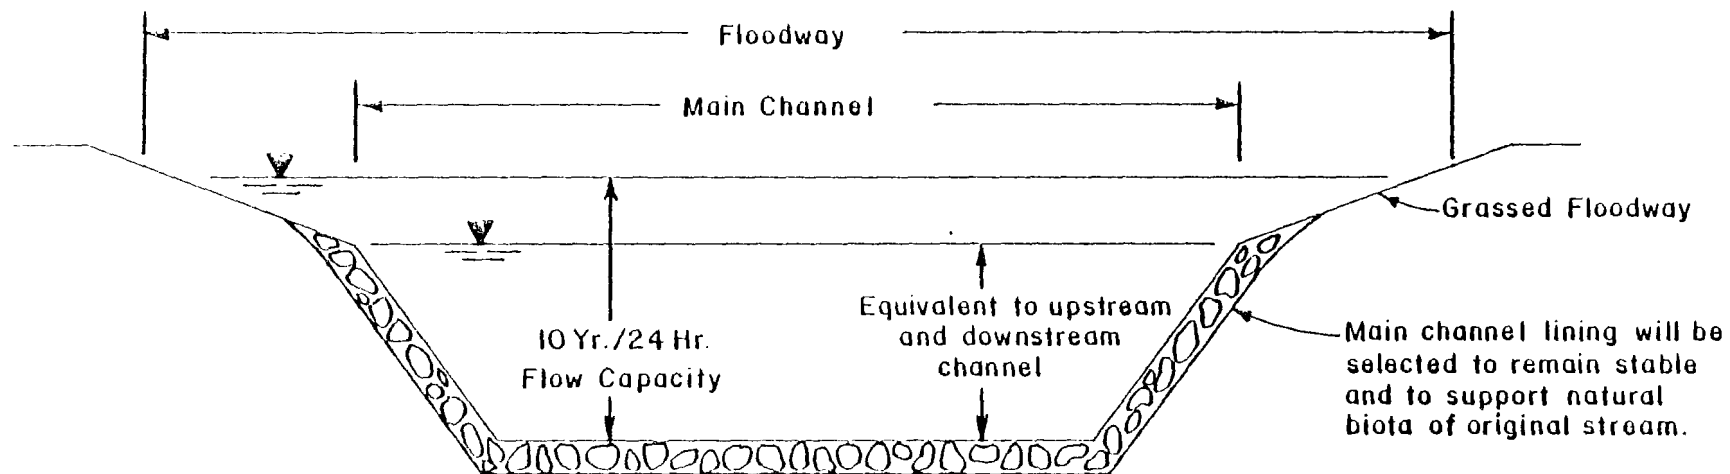 Floodway
Main Channel
Grassed Floodway
10 Yr./24 Hr.
Flow Capacity
Equivalent to upstream
and downstream
channel
Main channel lining will be
selected to remain stable
and to support natural
biota of original stream.